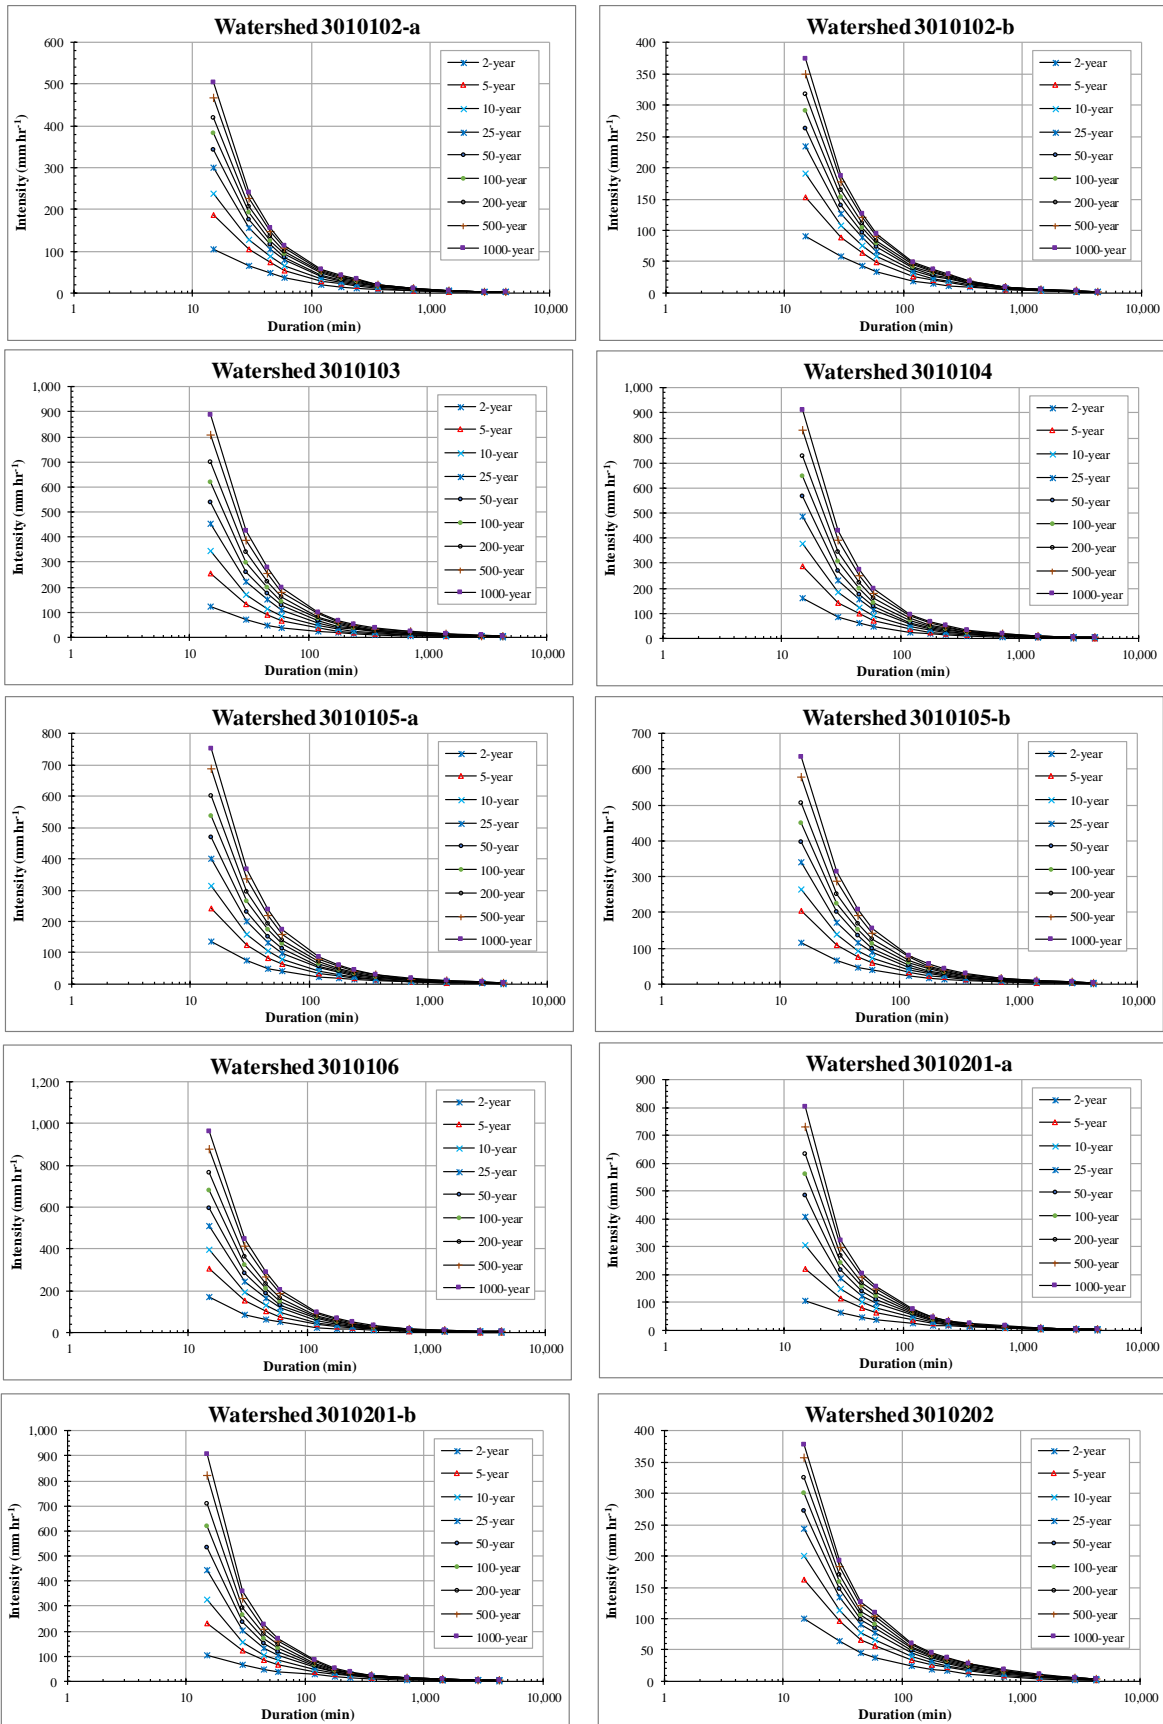 Watershed 3010102-a
Intensity (mm hr-1)
600
500
400
300
200
100
0
1
10
100
1,000
10,000
Duration (min)
2-year
5-year
10-year
25-year
50-year
100-year
200-year
500-year
1000-year
Watershed 3010102-b
Intensity (mm hr-1)
400
350
300
250
200
150
100
50
0
1
10
100
1,000
10,000
Duration (min)
2-year
5-year
10-year
25-year
50-year
100-year
200-year
500-year
1000-year
Watershed 3010103
Intensity (mm hr-1)
1,000
900
800
700
600
500
400
300
200
100
0
1
10
100
1,000
10,000
Duration (min)
2-year
5-year
10-year
25-year
50-year
100-year
200-year
500-year
1000-year
Watershed 3010104
Intensity (mm hr-1)
1,000
900
800
700
600
500
400
300
200
100
0
1
10
100
1,000
10,000
Duration (min)
2-year
5-year
10-year
25-year
50-year
100-year
200-year
500-year
1000-year
Watershed 3010105-a
Intensity (mm hr-1)
800
700
600
500
400
300
200
100
0
1
10
100
1,000
10,000
Duration (min)
2-year
5-year
10-year
25-year
50-year
100-year
200-year
500-year
1000-year
Watershed 3010105-b
Intensity (mm hr-1)
700
600
500
400
300
200
100
0
1
10
100
1,000
10,000
Duration (min)
2-year
5-year
10-year
25-year
50-year
100-year
200-year
500-year
1000-year
Watershed 3010106
Intensity (mm hr-1)
1,200
1,000
800
600
400
200
0
1
10
100
1,000
10,000
Duration (min)
2-year
5-year
10-year
25-year
50-year
100-year
200-year
500-year
1000-year
Watershed 3010201-a
Intensity (mm hr-1)
900
800
700
600
500
400
300
200
100
0
1
10
100
1,000
10,000
Duration (min)
2-year
5-year
10-year
25-year
50-year
100-year
200-year
500-year
1000-year
Watershed 3010201-b
Intensity (mm hr-1)
1,000
900
800
700
600
500
400
300
200
100
0
1
10
100
1,000
10,000
Duration (min)
2-year
5-year
10-year
25-year
50-year
100-year
200-year
500-year
1000-year
Watershed 3010202
Intensity (mm hr-1)
400
350
300
250
200
150
100
50
0
1
10
100
1,000
10,000
Duration (min)
2-year
5-year
10-year
25-year
50-year
100-year
200-year
500-year
1000-year